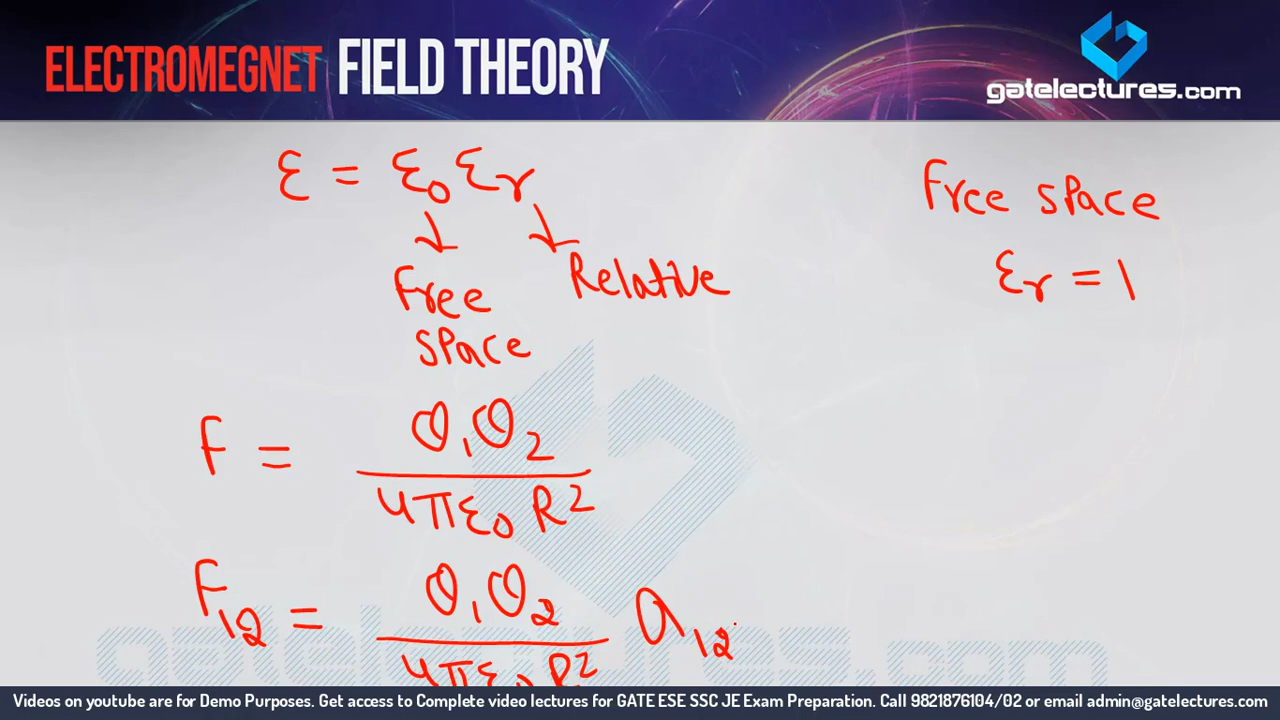 ELECTROMEGNET FIELD THEORY
gatelectures.com
ε = ε₀ εr
Free space
εr = 1
Free space
Relative
F = Q₁Q₂ / 4πε₀R²
F₁₂ = Q₁Q₂ / 4πε₀R² a₁₂
gatelectures.com
Videos on youtube are for Demo Purposes. Get access to Complete video lectures for GATE ESE SSC JE Exam Preparation. Call 9821876104/02 or email admin@gatelectures.com